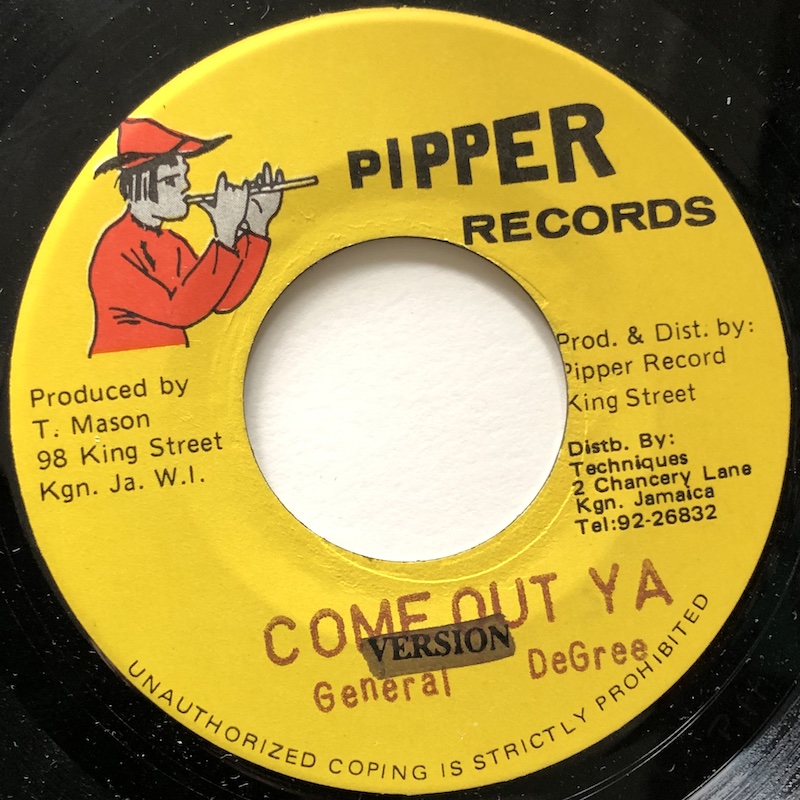 PIPPER
RECORDS
Produced by
T. Mason
98 King Street
Kgn. Ja. W.I.
Prod. & Dist. by:
Pipper Record
King Street
Distb. By:
Techniques
2 Chancery Lane
Kgn. Jamaica
Tel:92-26832
COME OUT YA
VERSION
General DeGree
UNAUTHORIZED COPING IS STRICTLY PROHIBITED